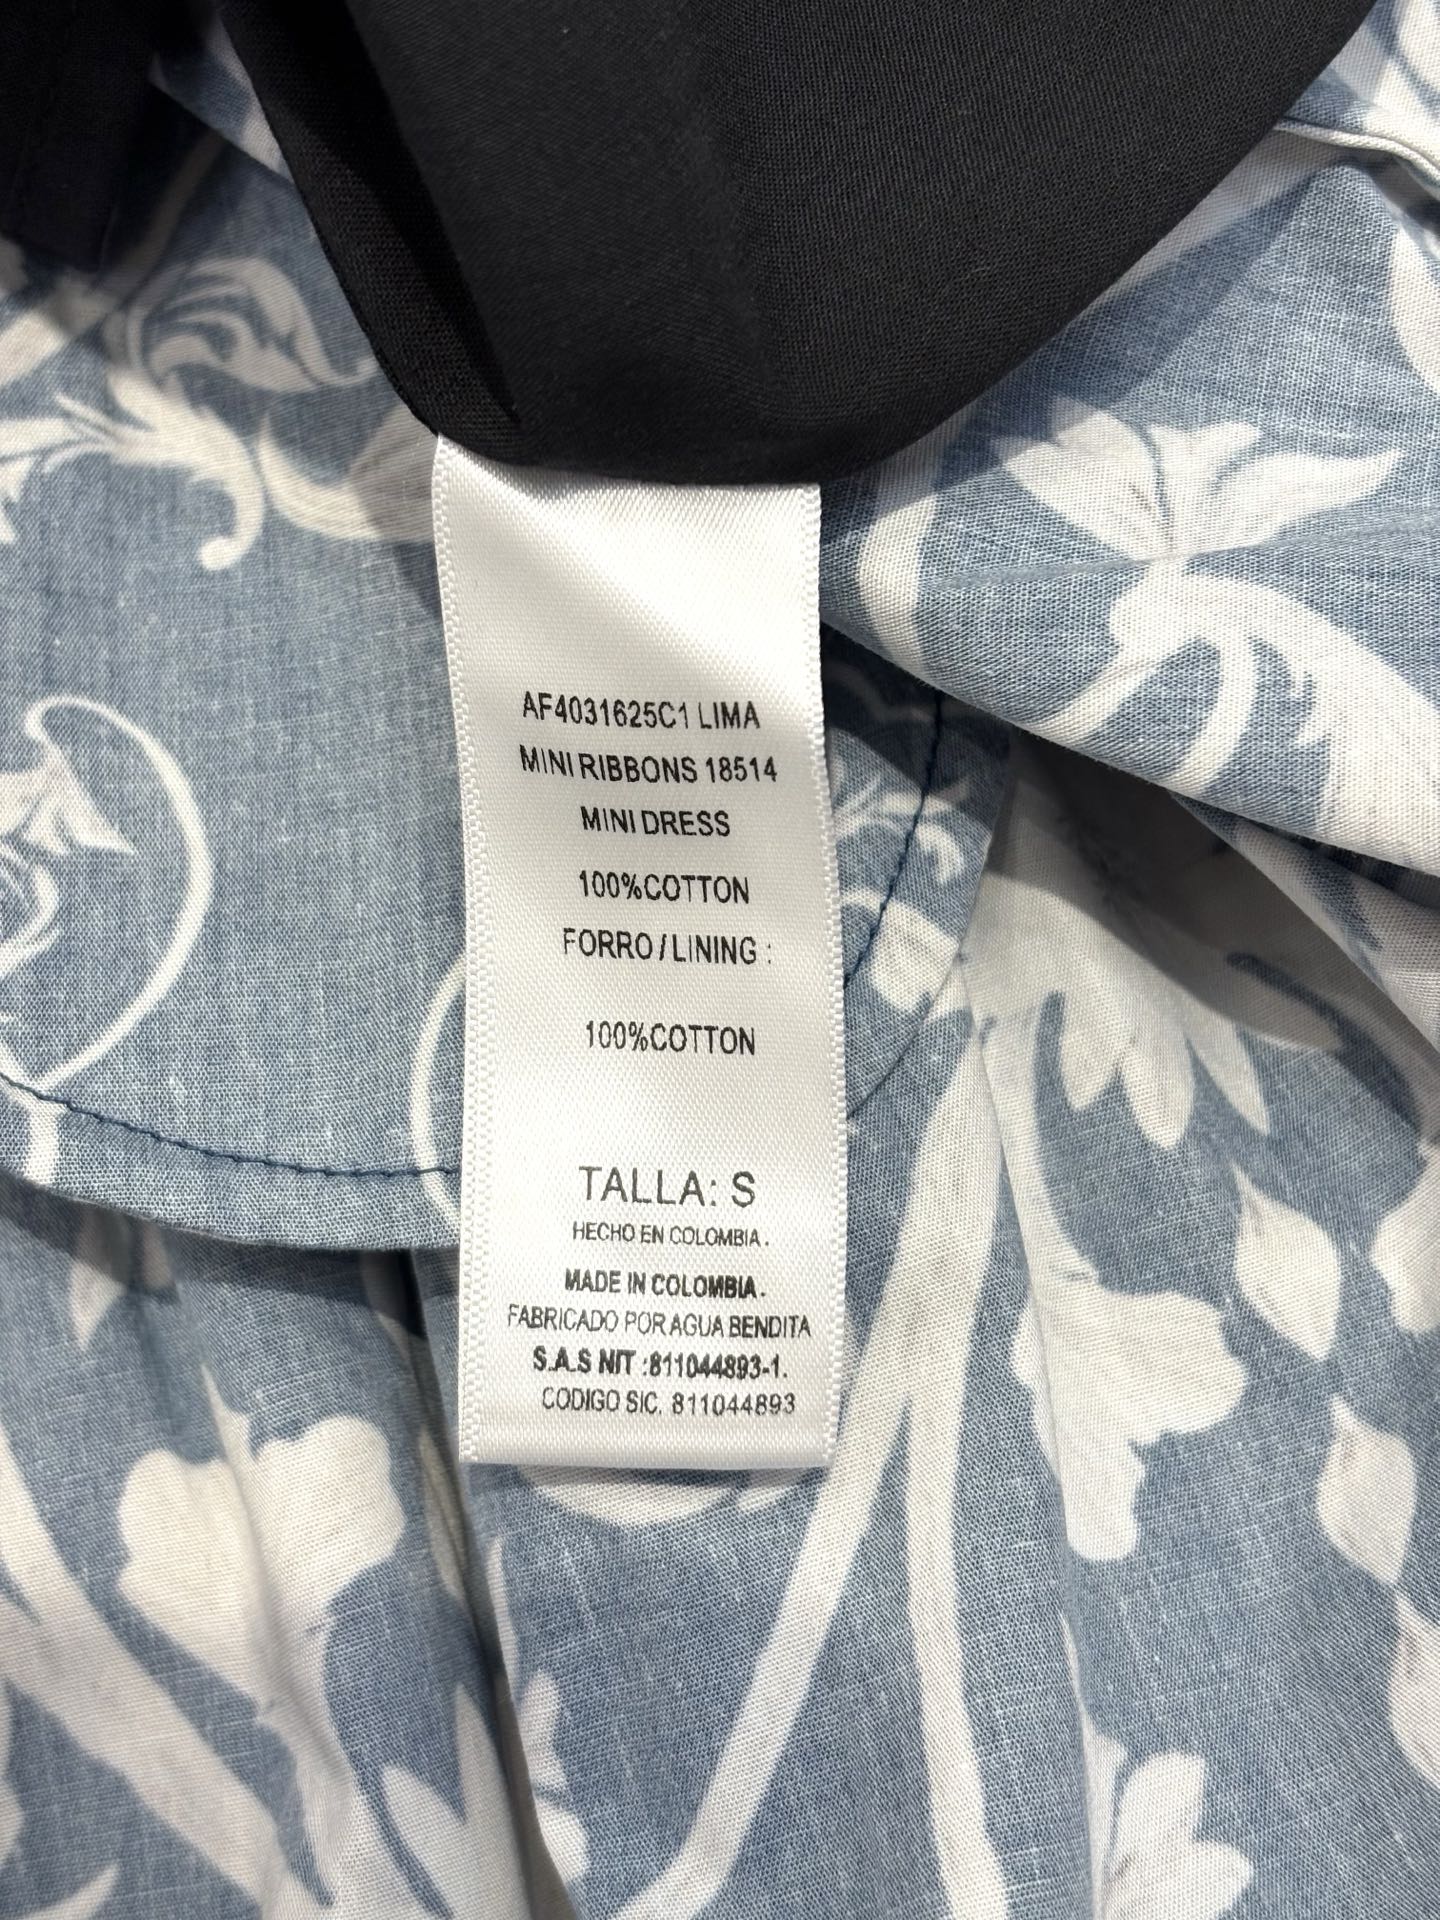 AF4031625C1 LIMA
MINI RIBBONS 18514
MINI DRESS
100%COTTON
FORRO/LINING :
100%COTTON
TALLA: S
HECHO EN COLOMBIA.
MADE IN COLOMBIA.
FABRICADO POR AGUA BENDITA
S.A.S NIT :811044893-1.
CODIGO SIC. 811044893